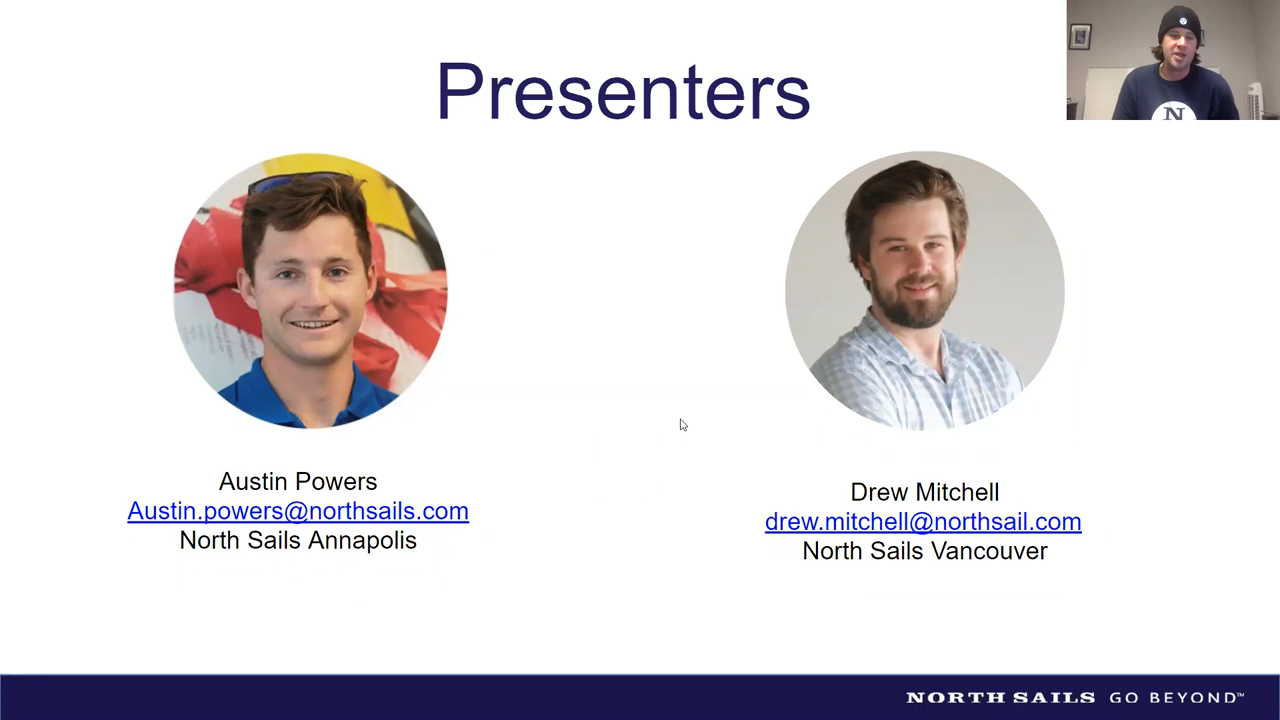 Presenters
N
Austin Powers
Austin.powers@northsails.com
North Sails Annapolis
Drew Mitchell
drew.mitchell@northsail.com
North Sails Vancouver
NORTH SAILS GO BEYOND™